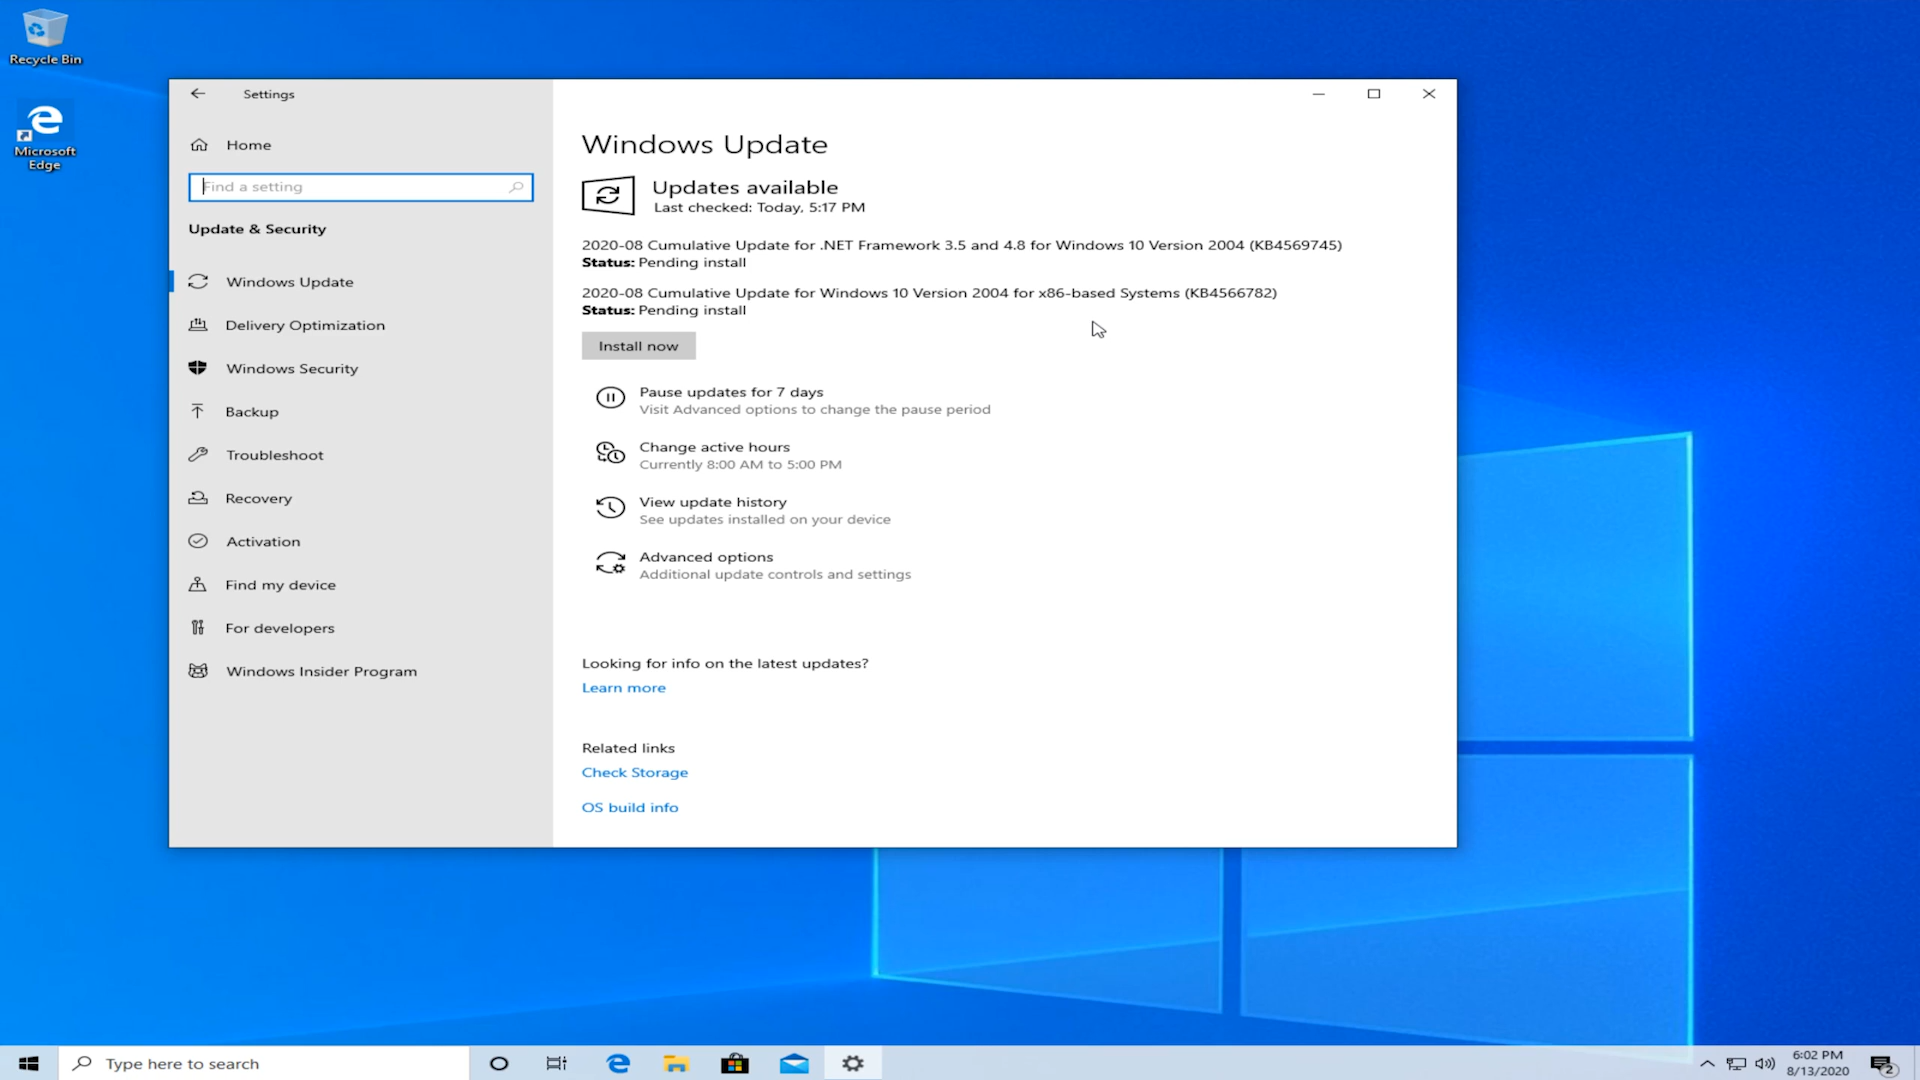 Recycle Bin
Microsoft
Edge
Settings
Home
Find a setting
Update & Security
Windows Update
Delivery Optimization
Windows Security
Backup
Troubleshoot
Recovery
Activation
Find my device
For developers
Windows Insider Program
Windows Update
Updates available
Last checked: Today, 5:17 PM
2020-08 Cumulative Update for .NET Framework 3.5 and 4.8 for Windows 10 Version 2004 (KB4569745)
Status: Pending install
2020-08 Cumulative Update for Windows 10 Version 2004 for x86-based Systems (KB4566782)
Status: Pending install
Install now
Pause updates for 7 days
Visit Advanced options to change the pause period
Change active hours
Currently 8:00 AM to 5:00 PM
View update history
See updates installed on your device
Advanced options
Additional update controls and settings
Looking for info on the latest updates?
Learn more
Related links
Check Storage
OS build info
Type here to search
6:02 PM
8/13/2020
2